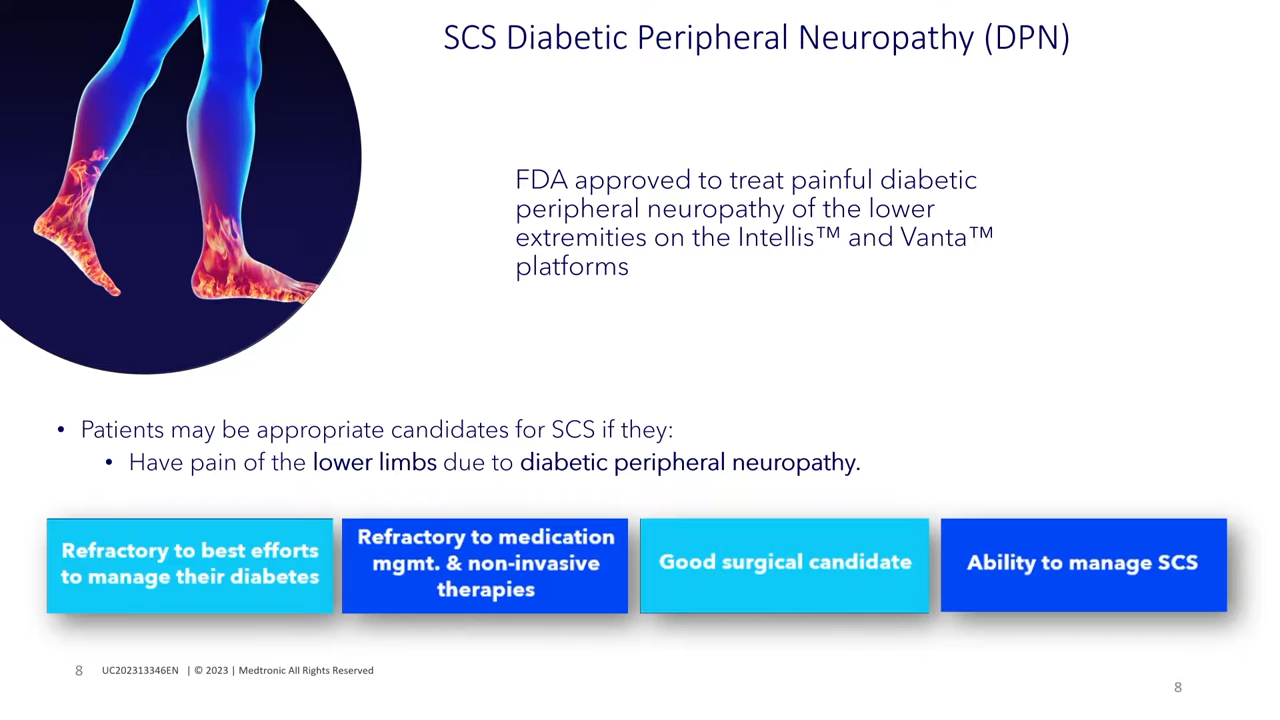 SCS Diabetic Peripheral Neuropathy (DPN)
FDA approved to treat painful diabetic
peripheral neuropathy of the lower
extremities on the Intellis™ and Vanta™
platforms
• Patients may be appropriate candidates for SCS if they:
• Have pain of the lower limbs due to diabetic peripheral neuropathy.
Refractory to best efforts
to manage their diabetes
Refractory to medication
mgmt. & non-invasive
therapies
Good surgical candidate
Ability to manage SCS
8 UC202313346EN | © 2023 | Medtronic All Rights Reserved
8